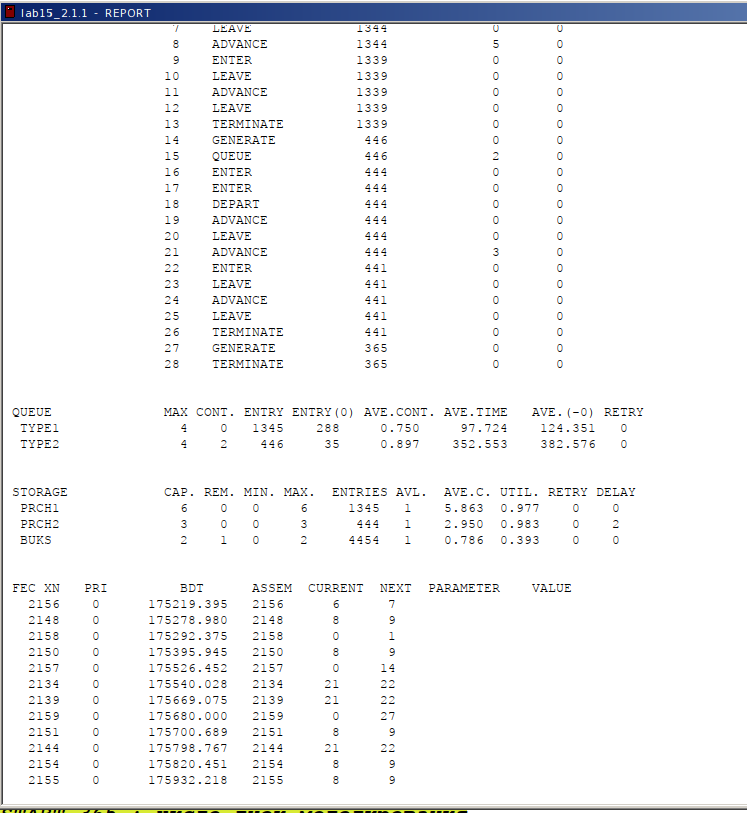 lab15_2.1.1 - REPORT
7 LEAVE 1344 0 0
8 ADVANCE 1344 5 0
9 ENTER 1339 0 0
10 LEAVE 1339 0 0
11 ADVANCE 1339 0 0
12 LEAVE 1339 0 0
13 TERMINATE 1339 0 0
14 GENERATE 446 0 0
15 QUEUE 446 2 0
16 ENTER 444 0 0
17 ENTER 444 0 0
18 DEPART 444 0 0
19 ADVANCE 444 0 0
20 LEAVE 444 0 0
21 ADVANCE 444 3 0
22 ENTER 441 0 0
23 LEAVE 441 0 0
24 ADVANCE 441 0 0
25 LEAVE 441 0 0
26 TERMINATE 441 0 0
27 GENERATE 365 0 0
28 TERMINATE 365 0 0
QUEUE MAX CONT. ENTRY ENTRY(0) AVE.CONT. AVE.TIME AVE.(-0) RETRY
TYPE1 4 0 1345 288 0.750 97.724 124.351 0
TYPE2 4 2 446 35 0.897 352.553 382.576 0
STORAGE CAP. REM. MIN. MAX. ENTRIES AVL. AVE.C. UTIL. RETRY DELAY
PRCH1 6 0 0 6 1345 1 5.863 0.977 0 0
PRCH2 3 0 0 3 444 1 2.950 0.983 0 2
BUKS 2 1 0 2 4454 1 0.786 0.393 0 0
FEC XN PRI BDT ASSEM CURRENT NEXT PARAMETER VALUE
2156 0 175219.395 2156 6 7
2148 0 175278.980 2148 8 9
2158 0 175292.375 2158 0 1
2150 0 175395.945 2150 8 9
2157 0 175526.452 2157 0 14
2134 0 175540.028 2134 21 22
2139 0 175669.075 2139 21 22
2159 0 175680.000 2159 0 27
2151 0 175700.689 2151 8 9
2144 0 175798.767 2144 21 22
2154 0 175820.451 2154 8 9
2155 0 175932.218 2155 8 9